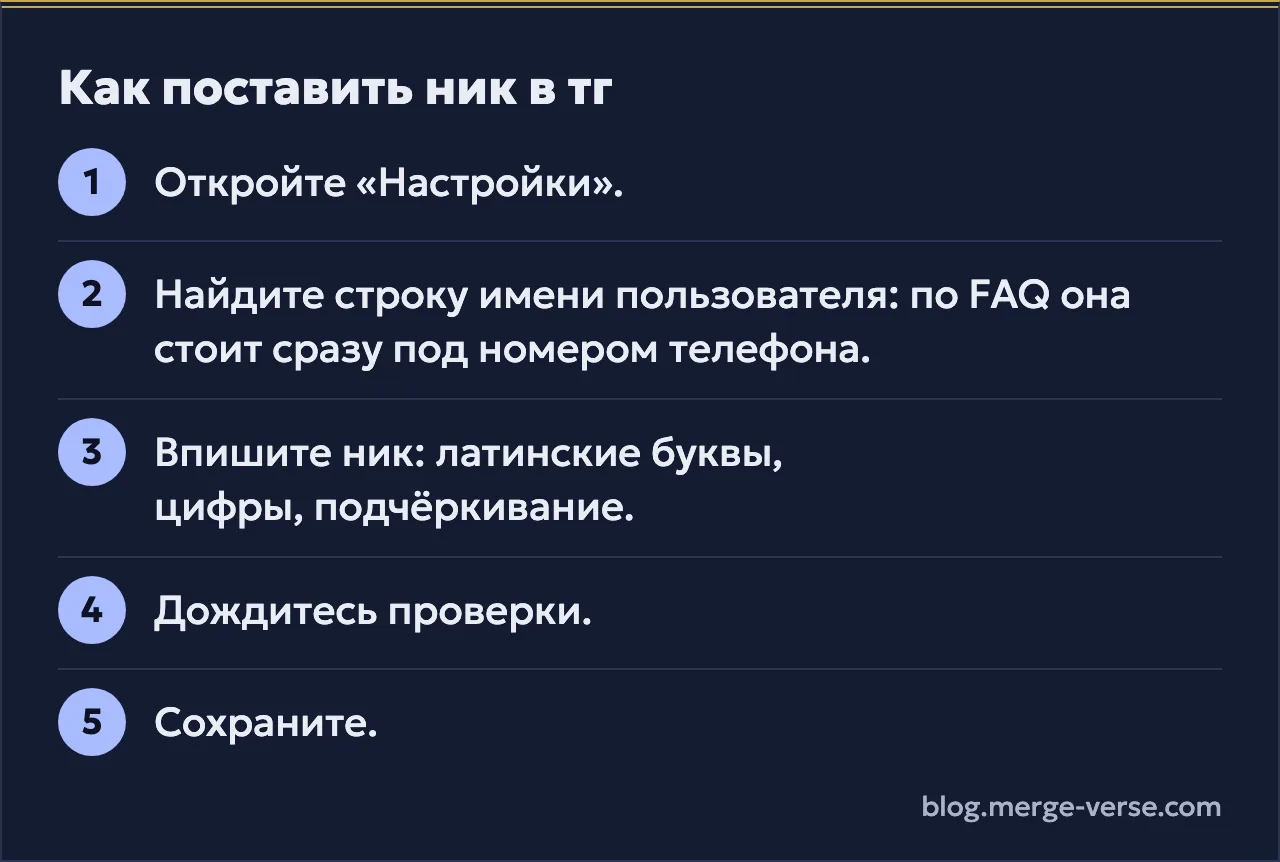 Как поставить ник в тг
1 Откройте «Настройки».
2 Найдите строку имени пользователя: по FAQ она
стоит сразу под номером телефона.
3 Впишите ник: латинские буквы,
цифры, подчёркивание.
4 Дождитесь проверки.
5 Сохраните.
blog.merge-verse.com